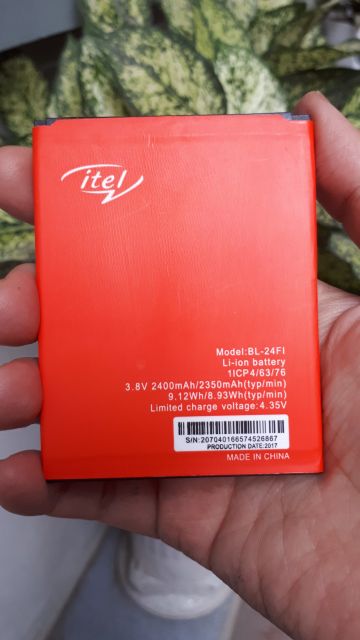 itel
Model:BL-24FI
Li-ion battery
1ICP4/63/76
3.8V 2400mAh/2350mAh(typ/min)
9.12Wh/8.93Wh(typ/min)
Limited charge voltage:4.35V
S/N:207040166574526867
PRODUCTION DATE:2017
MADE IN CHINA